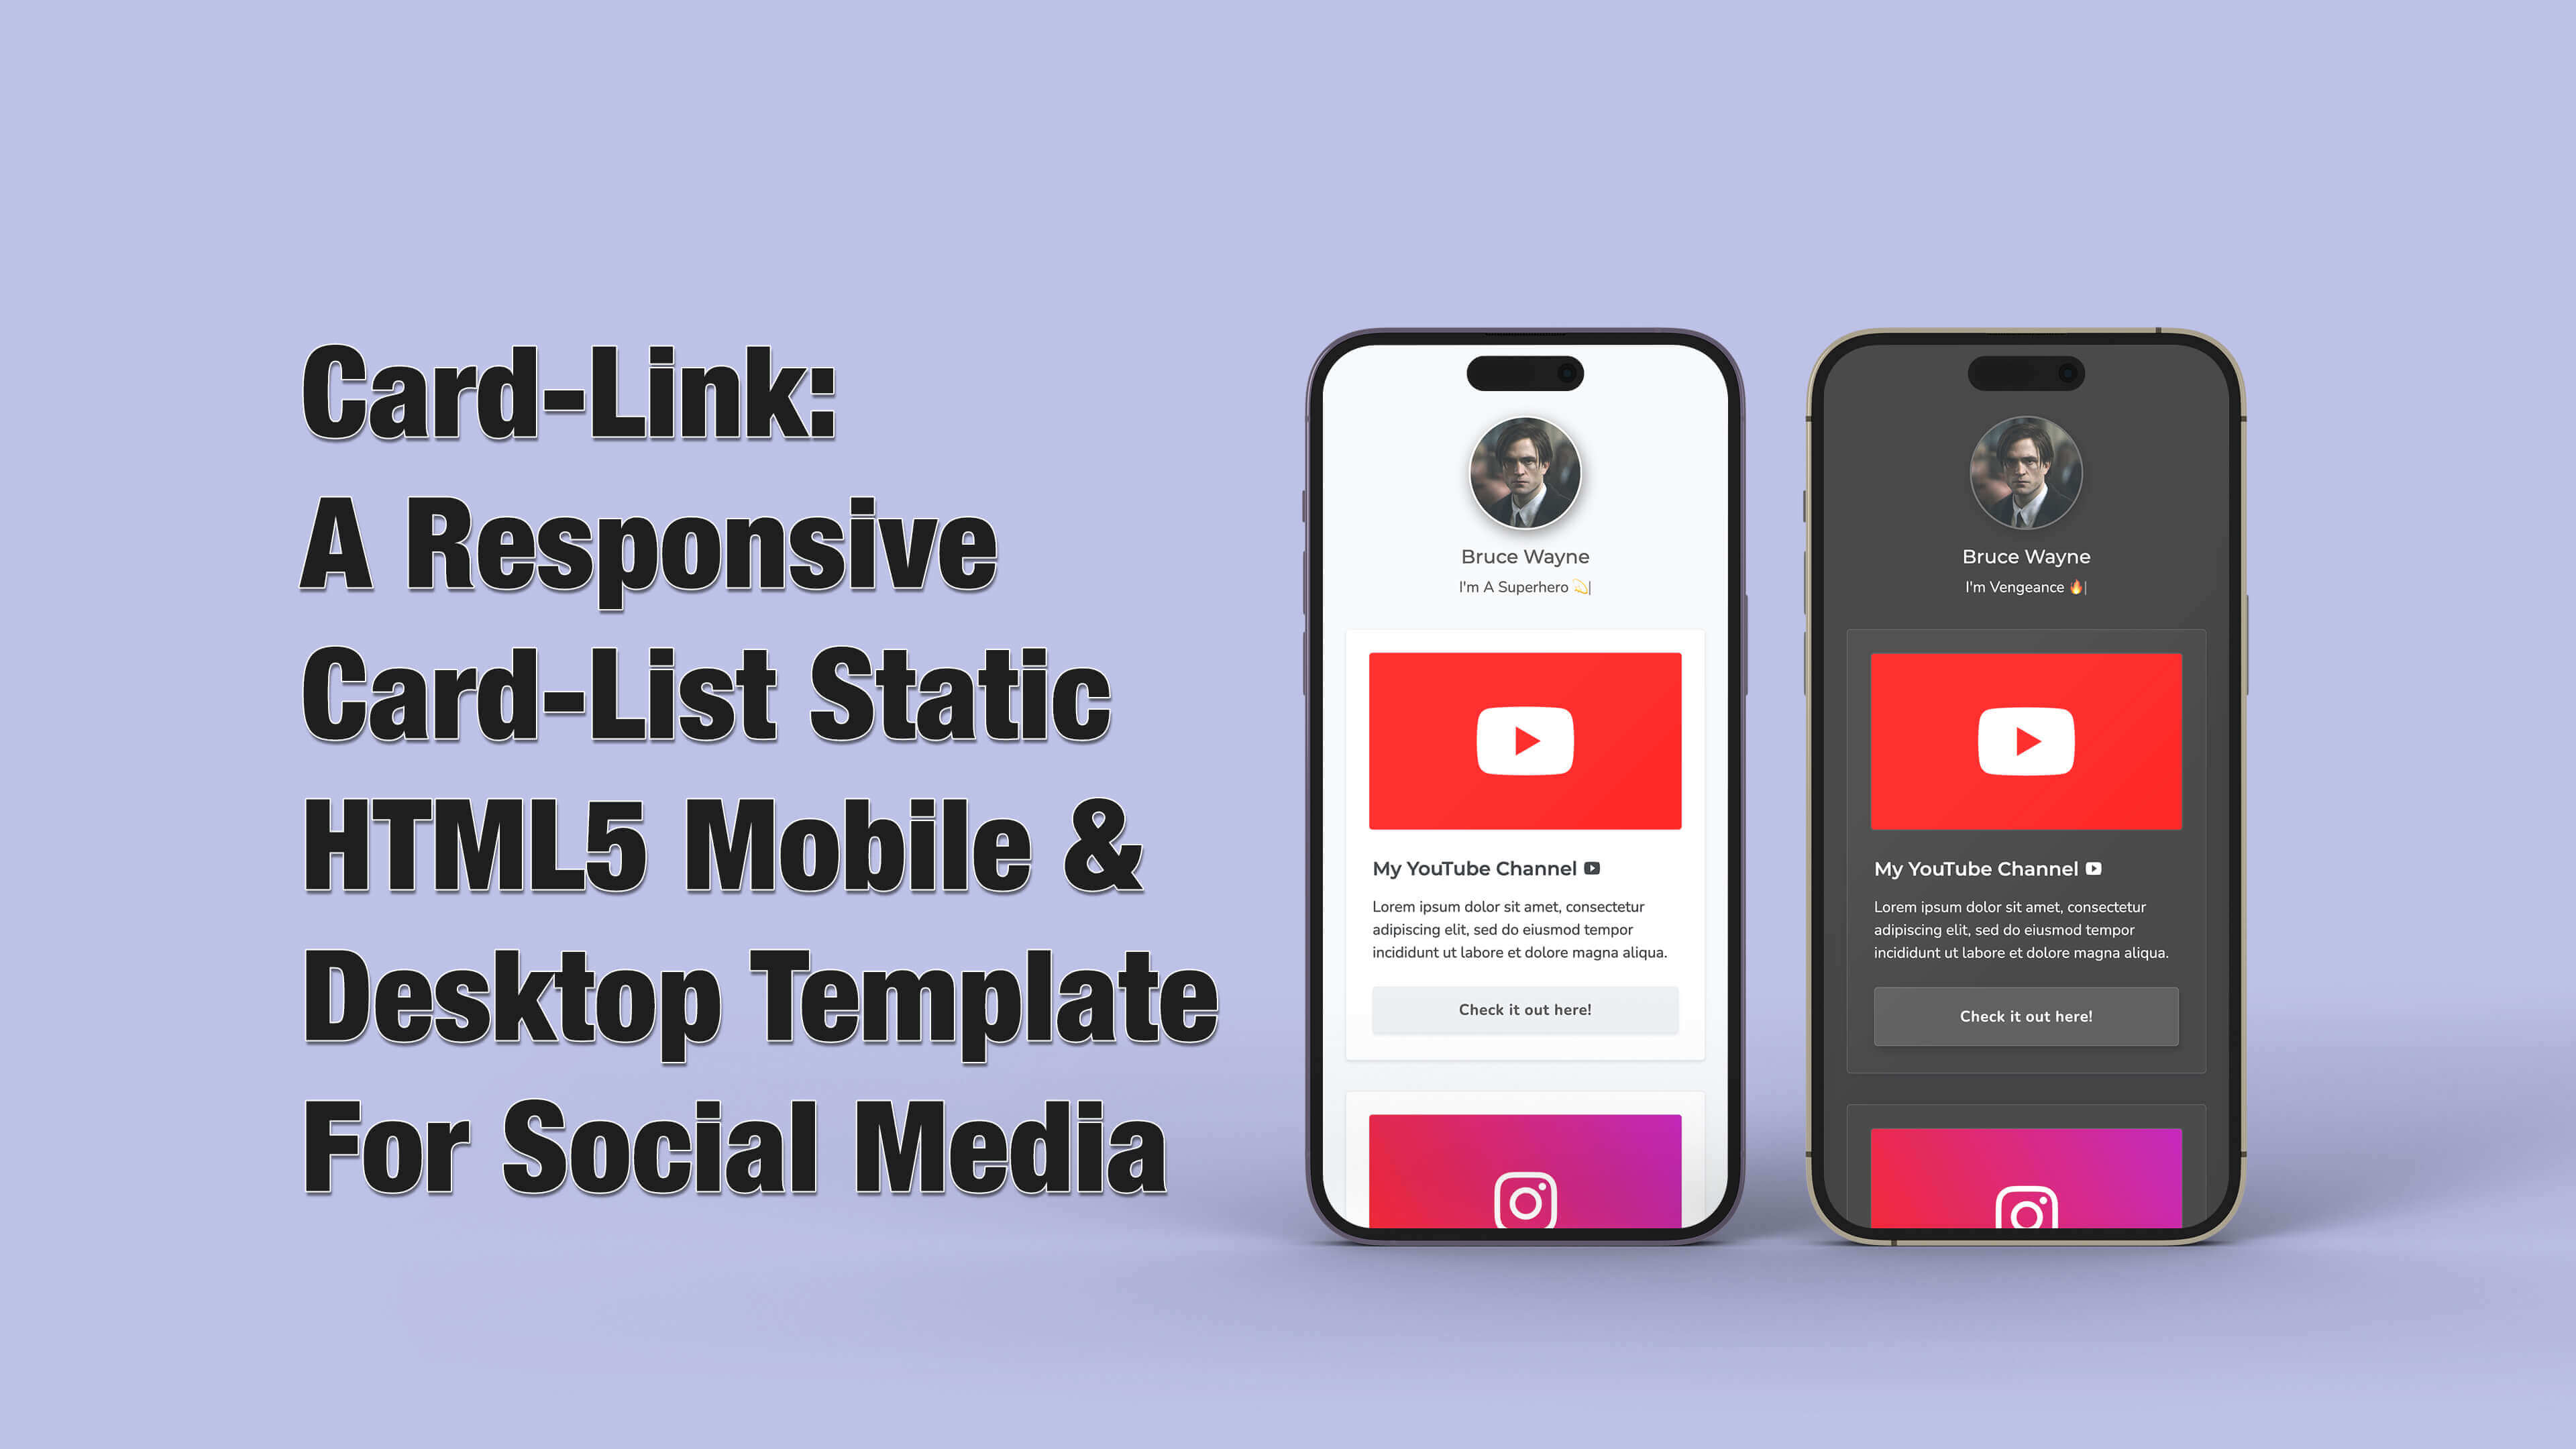 Card-Link:
A Responsive
Card-List Static
HTML5 Mobile &
Desktop Template
For Social Media
Bruce Wayne
I'm A Superhero 💫|
My YouTube Channel
Lorem ipsum dolor sit amet, consectetur
adipiscing elit, sed do eiusmod tempor
incididunt ut labore et dolore magna aliqua.
Check it out here!
Bruce Wayne
I'm Vengeance 🔥|
My YouTube Channel
Lorem ipsum dolor sit amet, consectetur
adipiscing elit, sed do eiusmod tempor
incididunt ut labore et dolore magna aliqua.
Check it out here!